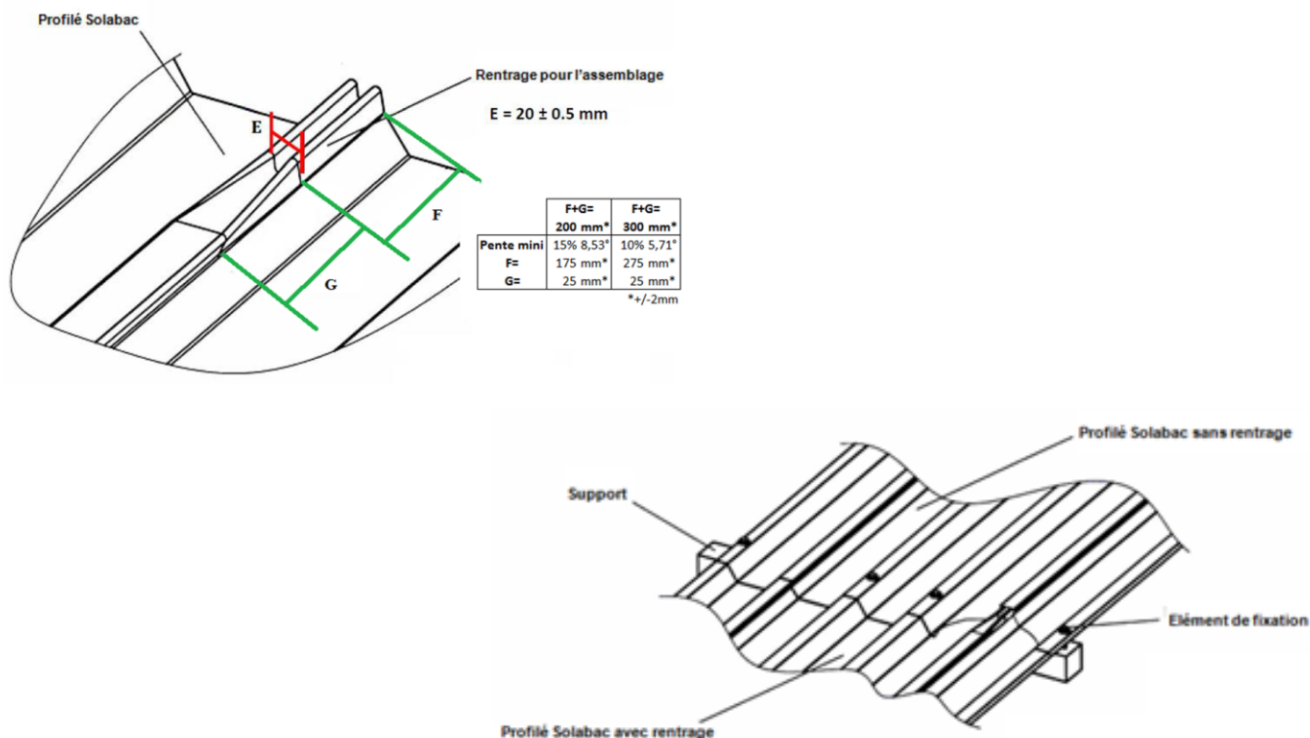 Profilé Solabac
Rentrage pour l'assemblage
E = 20 ± 0.5 mm
E
F
G
F+G= F+G=
200 mm* 300 mm*
Pente mini 15% 8,53° 10% 5,71°
F= 175 mm* 275 mm*
G= 25 mm* 25 mm*
*+/-2mm
Profilé Solabac sans rentrage
Support
Elément de fixation
Profilé Solabac avec rentrage